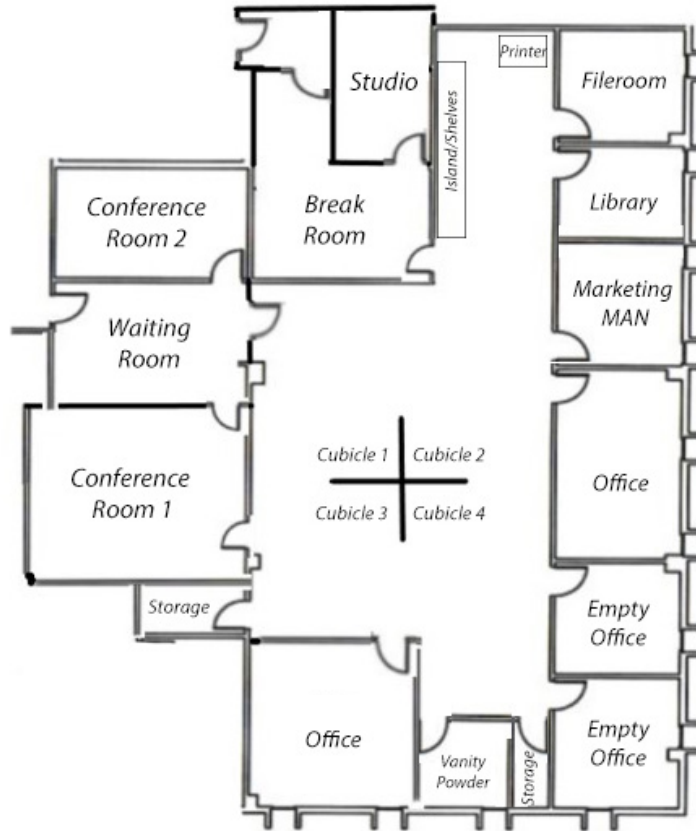 Printer
Studio
Fileroom
Island/Shelves
Conference
Room 2
Break
Room
Library
Marketing
MAN
Waiting
Room
Cubicle 1
Cubicle 2
Conference
Room 1
Office
Cubicle 3
Cubicle 4
Storage
Empty
Office
Office
Vanity
Powder
Storage
Empty
Office